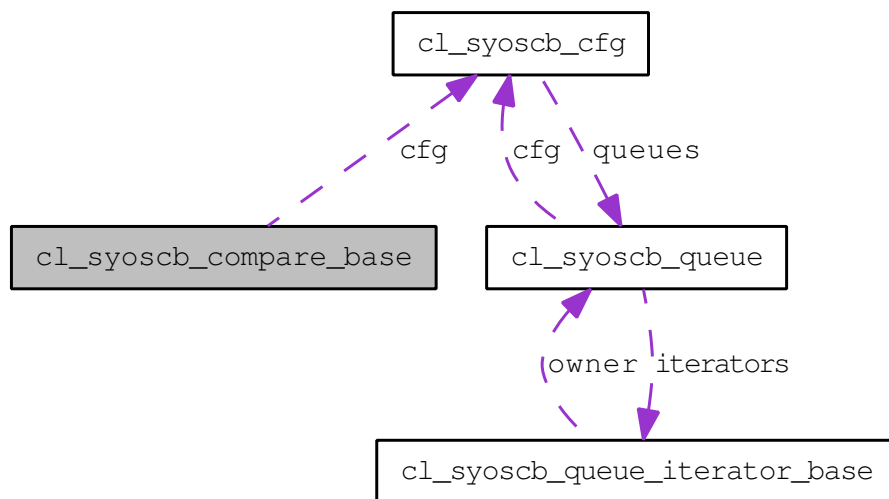 cl_syoscb_cfg
cfg
cfg
queues
cl_syoscb_compare_base
cl_syoscb_queue
owner
iterators
cl_syoscb_queue_iterator_base